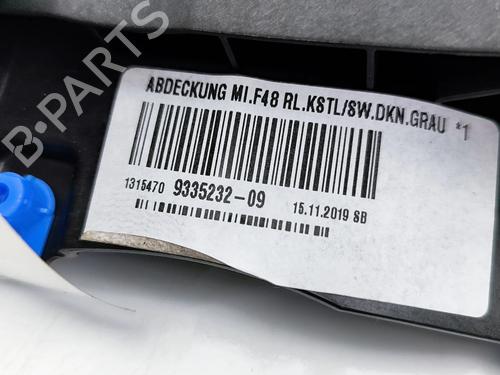 B-PARTS
ABDECKUNG MI.F48 RL.KSTL/SW.DKN.GRAU *1
1315470 9335232-09 15.11.2019 SB